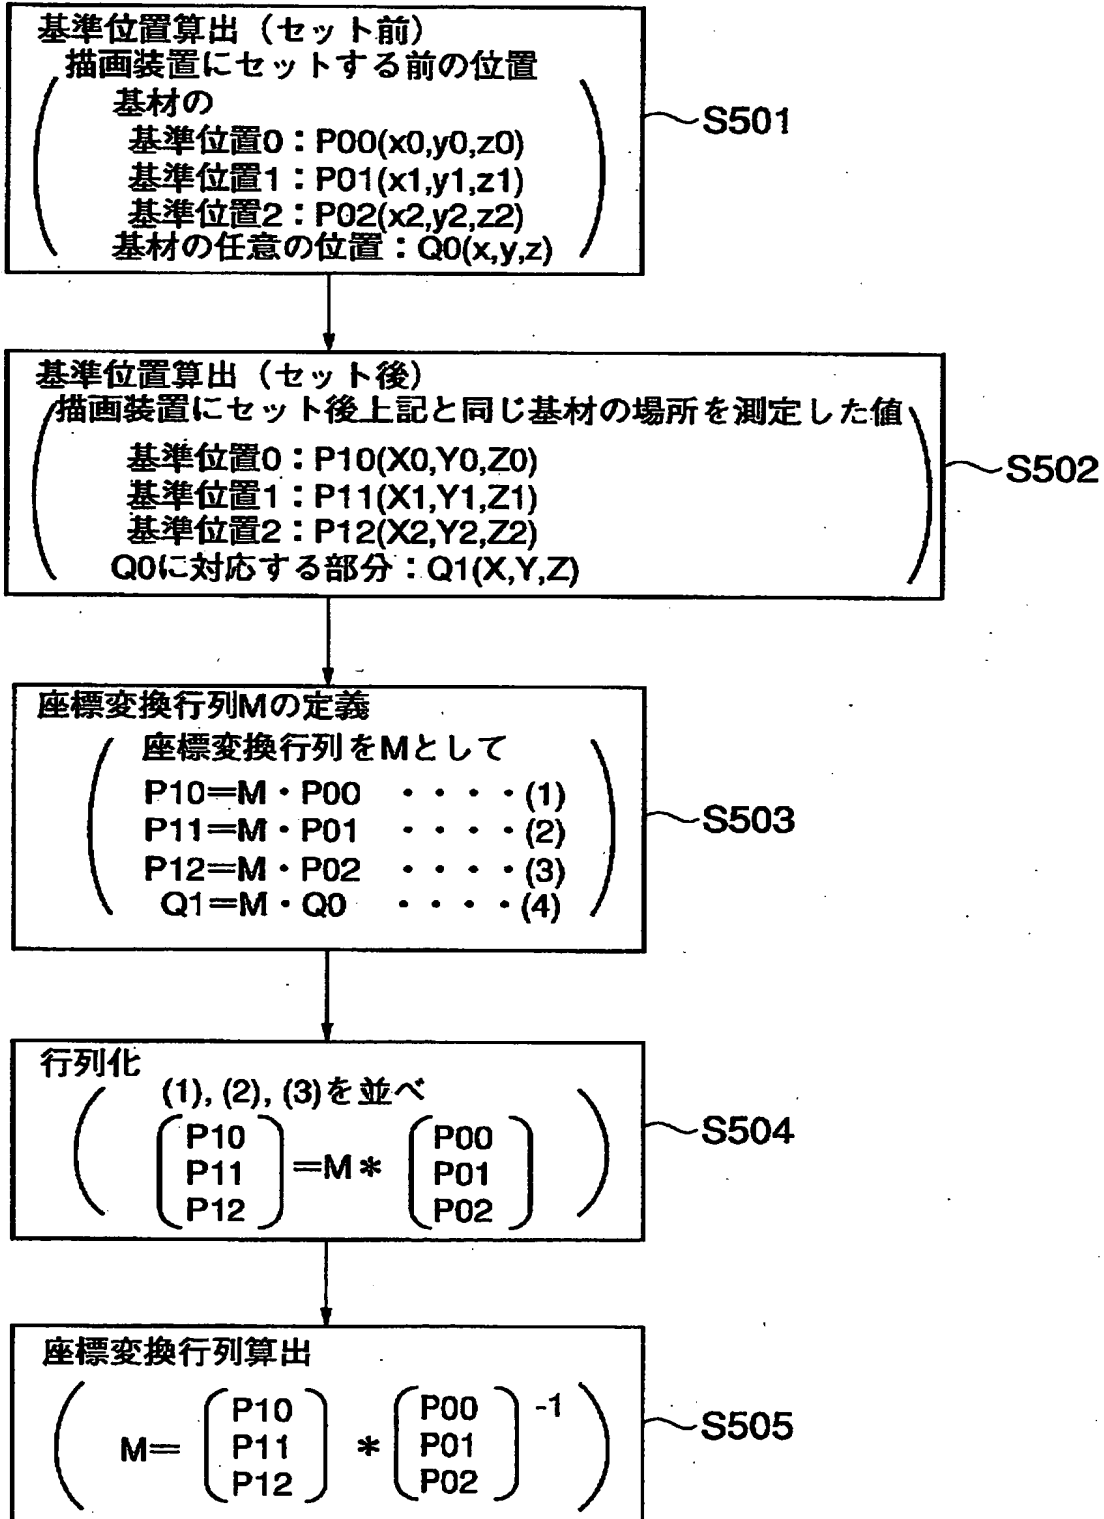 基準位置算出（セット前）
描画装置にセットする前の位置
基材の
基準位置0：P00(x0,y0,z0)
基準位置1：P01(x1,y1,z1)
基準位置2：P02(x2,y2,z2)
基材の任意の位置：Q0(x,y,z)
S501
基準位置算出（セット後）
描画装置にセット後上記と同じ基材の場所を測定した値
基準位置0：P10(X0,Y0,Z0)
基準位置1：P11(X1,Y1,Z1)
基準位置2：P12(X2,Y2,Z2)
Q0に対応する部分：Q1(X,Y,Z)
S502
座標変換行列Mの定義
座標変換行列をMとして
P10＝M・P00 ・・・・(1)
P11＝M・P01 ・・・・(2)
P12＝M・P02 ・・・・(3)
Q1＝M・Q0 ・・・・(4)
S503
行列化
(1), (2), (3)を並べ
P10 P00
P11 ＝M＊ P01
P12 P02
S504
座標変換行列算出
P10 P00 -1
M＝ P11 ＊ P01
P12 P02
S505